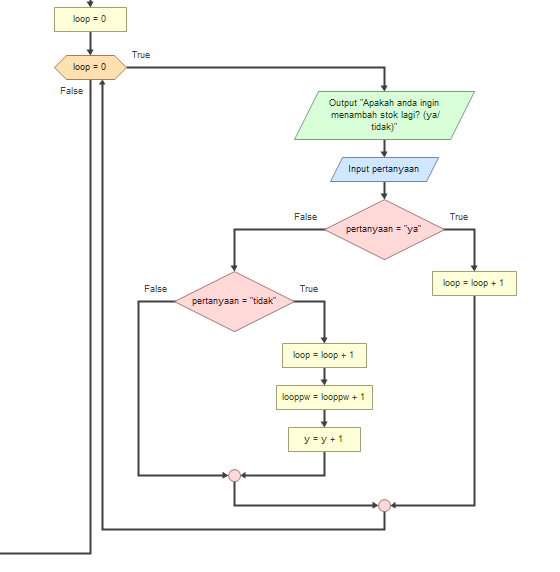 loop = 0
loop = 0
True
False
Output "Apakah anda ingin
menambah stok lagi? (ya/
tidak)"
Input pertanyaan
False
True
pertanyaan = "ya"
loop = loop + 1
False
True
pertanyaan = "tidak"
loop = loop + 1
looppw = looppw + 1
y = y + 1